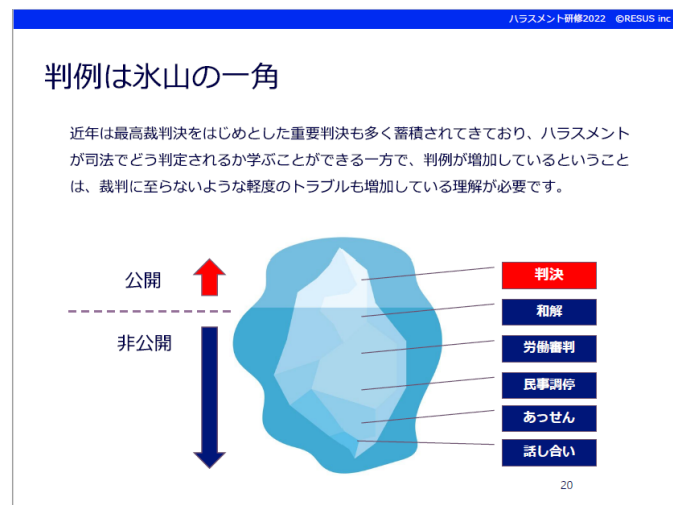 ハラスメント研修2022 ©RESUS inc
判例は氷山の一角
近年は最高裁判決をはじめとした重要判決も多く蓄積されてきており、ハラスメント
が司法でどう判定されるか学ぶことができる一方で、判例が増加しているということ
は、裁判に至らないような軽度のトラブルも増加している理解が必要です。
公開
非公開
判決
和解
労働審判
民事調停
あっせん
話し合い
20